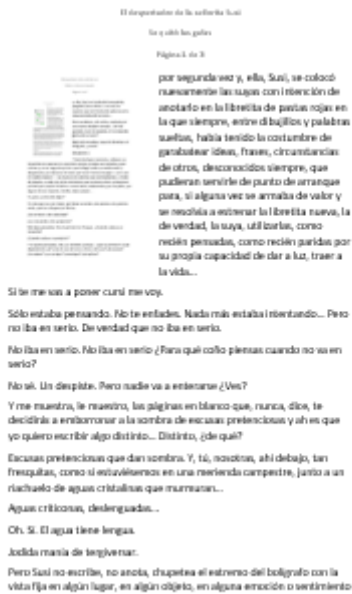 El despertador de la señorita Susi
Se quitó las gafas
Página 1 de 3
por segunda vez y, ella, Susi, se colocó
nuevamente las suyas con intención de
anotarlo en la libretita de pastas rojas en
la que siempre, entre dibujillos y palabras
sueltas, había tenido la costumbre de
garabatear ideas, frases, circunstancias
de otros, desconocidos siempre, que
pudieran servirle de punto de arranque
para, si alguna vez se armaba de valor y
se resolvía a estrenar la libretita nueva, la
de verdad, la suya, utilizarlas, como
recién pensadas, como recién paridas por
su propia capacidad de dar a luz, traer a
la vida...
Si te me vas a poner cursi me voy.
Sólo estaba pensando. No te enfades. Nada más estaba intentando... Pero
no iba en serio. De verdad que no iba en serio.
No iba en serio. No iba en serio ¿Para qué coño piensas cuando no va en
serio?
No sé. Un despiste. Pero nadie va a enterarse ¿Ves?
Y me muestra, le muestro, las páginas en blanco que, nunca, dice, te
decidirás a emborronar a la sombra de excusas pretenciosas y ah es que
yo quiero escribir algo distinto... Distinto, ¿de qué?
Excusas pretenciosas que dan sombra. Y, tú, nosotras, ahí debajo, tan
fresquitas, como si estuviésemos en una merienda campestre, junto a un
riachuelo de aguas cristalinas que murmuran...
Aguas criticonas, deslenguadas...
Oh. Sí. El agua tiene lengua.
Jodida manía de tergiversar.
Pero Susi no escribe, no anota, chupetea el extremo del bolígrafo con la
vista fija en algún lugar, en algún objeto, en alguna emoción o sentimiento